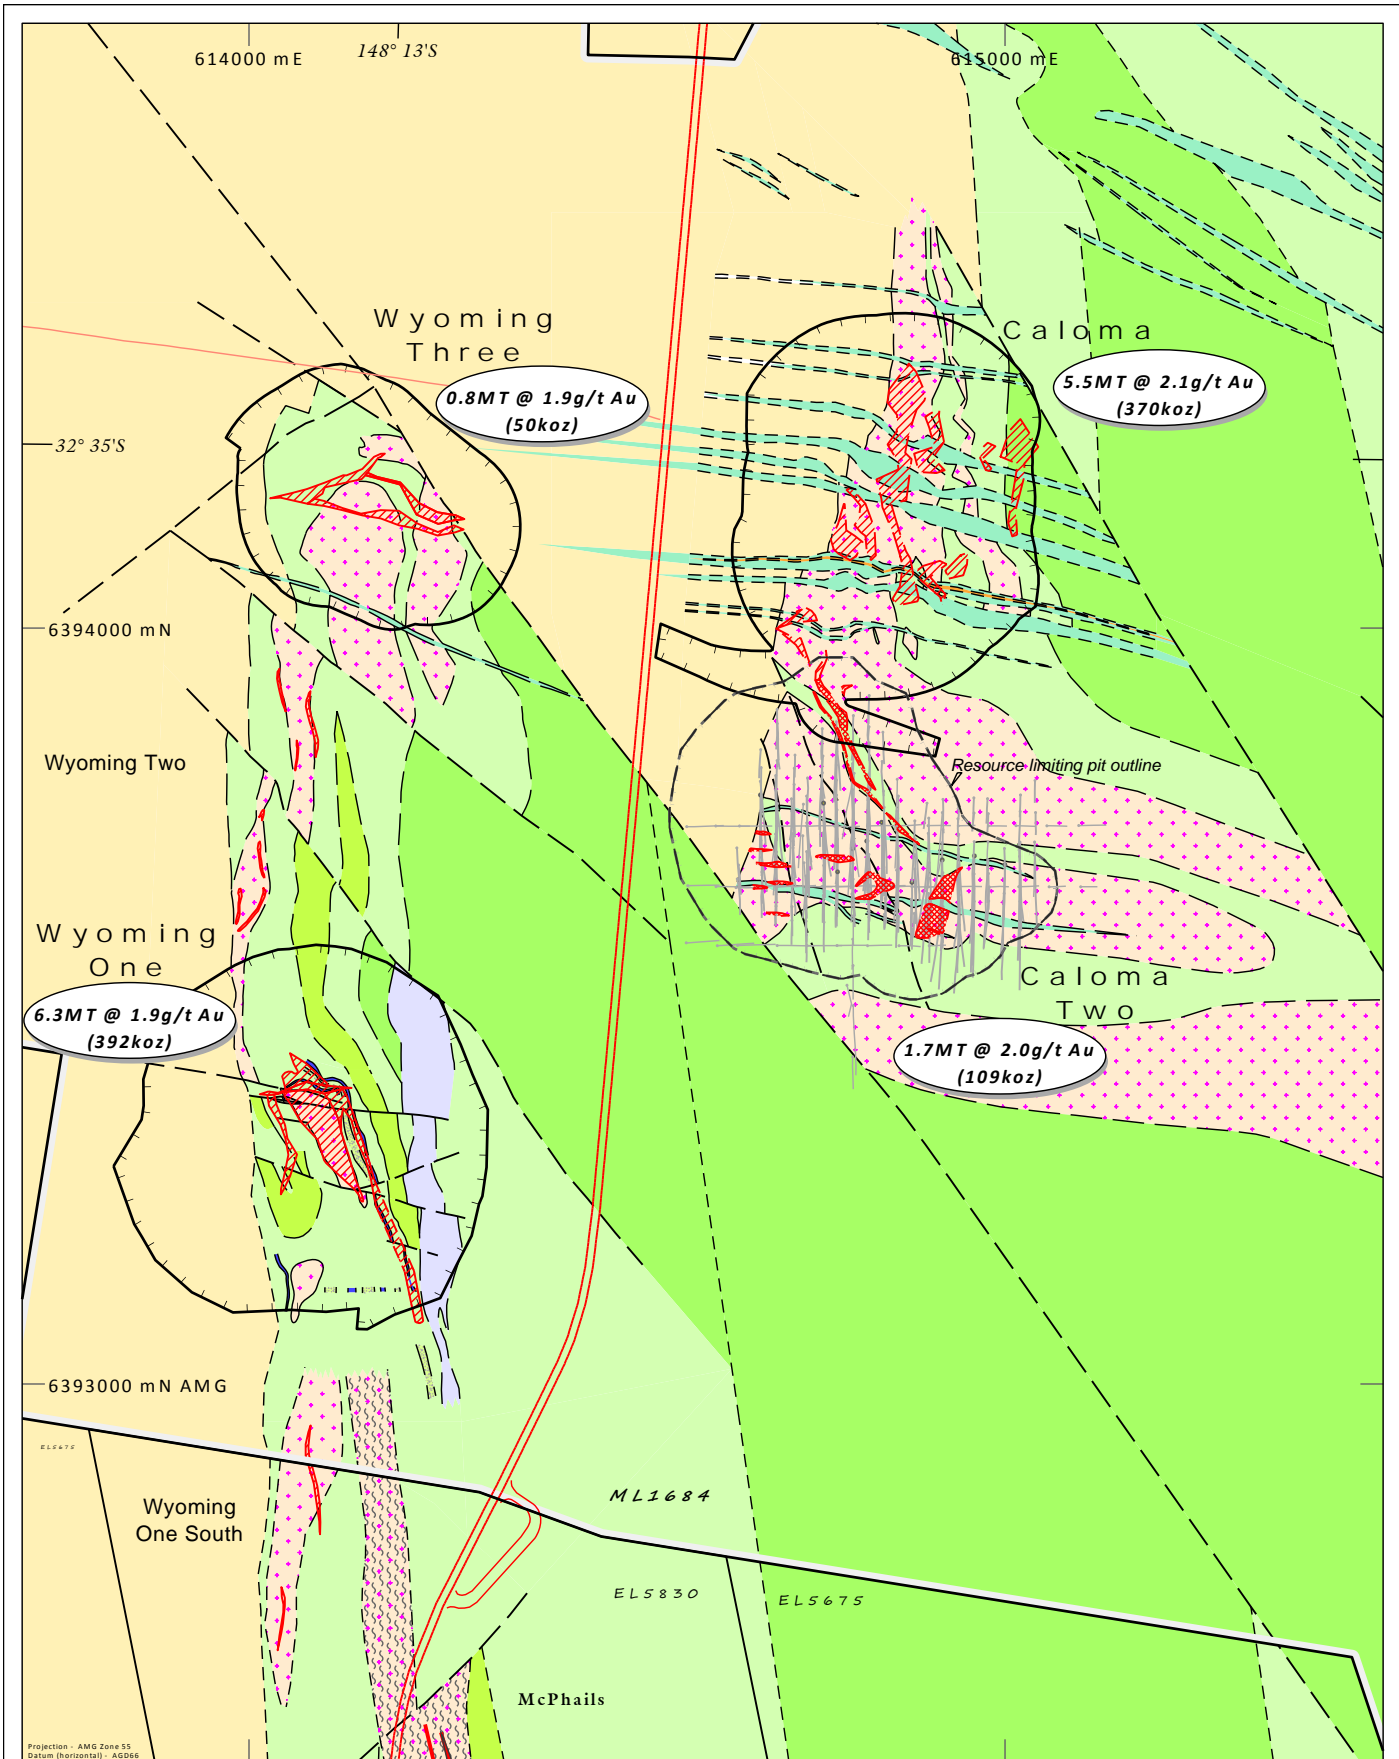 614000 mE
148° 13'S
615000 mE
Wyoming
Three
Caloma
0.8MT @ 1.9g/t Au
(50koz)
5.5MT @ 2.1g/t Au
(370koz)
32° 35'S
6394000 mN
Wyoming Two
Resource limiting pit outline
Wyoming
One
6.3MT @ 1.9g/t Au
(392koz)
Caloma
Two
1.7MT @ 2.0g/t Au
(109koz)
6393000 mN AMG
EL5675
Wyoming
One South
ML1684
EL5830
EL5675
McPhails
Projection - AMG Zone 55
Datum (horizontal) - AGD66